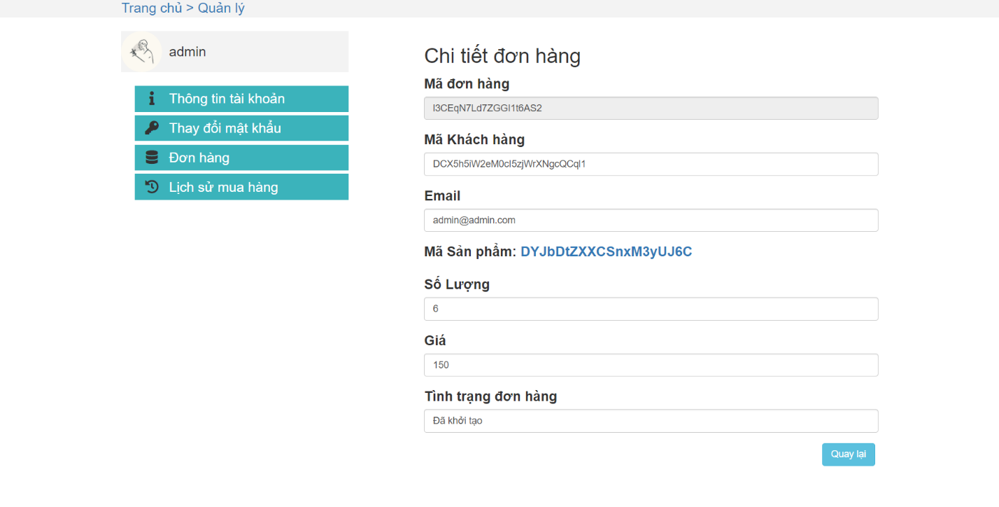 Trang chủ > Quản lý
admin
Thông tin tài khoản
Thay đổi mật khẩu
Đơn hàng
Lịch sử mua hàng
Chi tiết đơn hàng
Mã đơn hàng
l3CEqN7Ld7ZGGI1t6AS2
Mã Khách hàng
DCX5h5iW2eM0cI5zjWrXNgcQCqI1
Email
admin@admin.com
Mã Sản phẩm: DYJbDtZXXCSnxM3yUJ6C
Số Lượng
6
Giá
150
Tình trạng đơn hàng
Đã khởi tạo
Quay lại